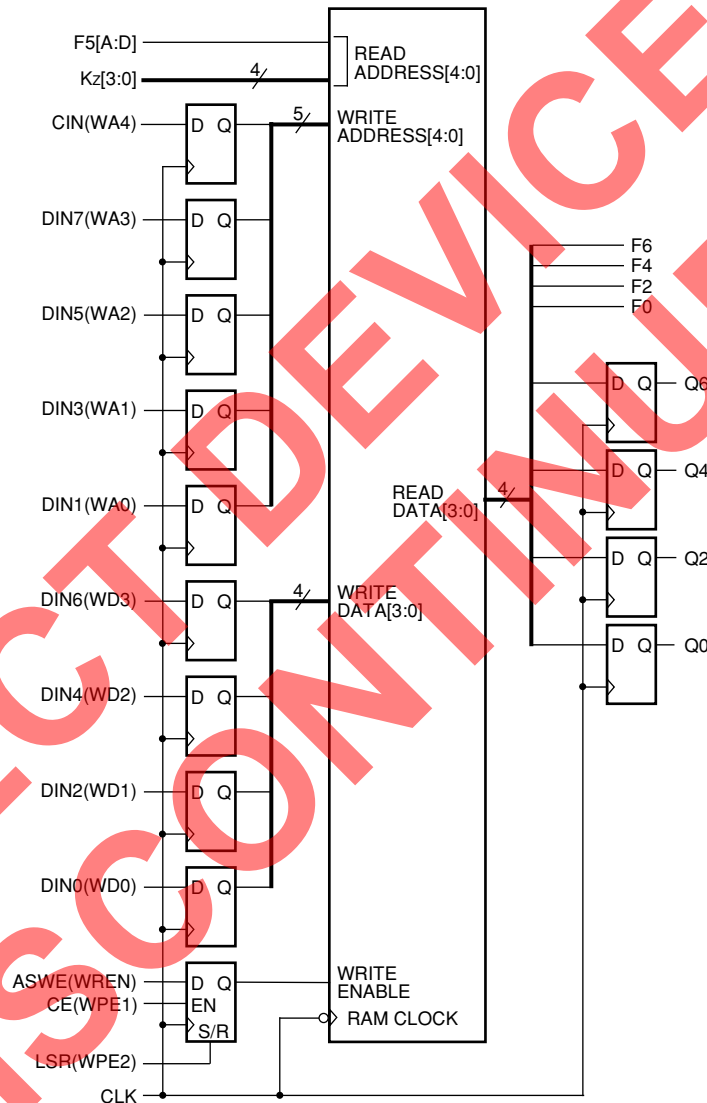 F5[A:D]
Kz[3:0]
4
READ
ADDRESS[4:0]
CIN(WA4)
D Q
5
WRITE
ADDRESS[4:0]
DIN7(WA3)
D Q
F6
F4
F2
F0
DIN5(WA2)
D Q
D Q
Q6
DIN3(WA1)
D Q
D Q
Q4
DIN1(WA0)
D Q
READ
DATA[3:0]
4
D Q
Q2
DIN6(WD3)
D Q
4
WRITE
DATA[3:0]
D Q
Q0
DIN4(WD2)
D Q
DIN2(WD1)
D Q
DIN0(WD0)
D Q
ASWE(WREN)
D Q
WRITE
ENABLE
CE(WPE1)
EN
S/R
RAM CLOCK
LSR(WPE2)
CLK